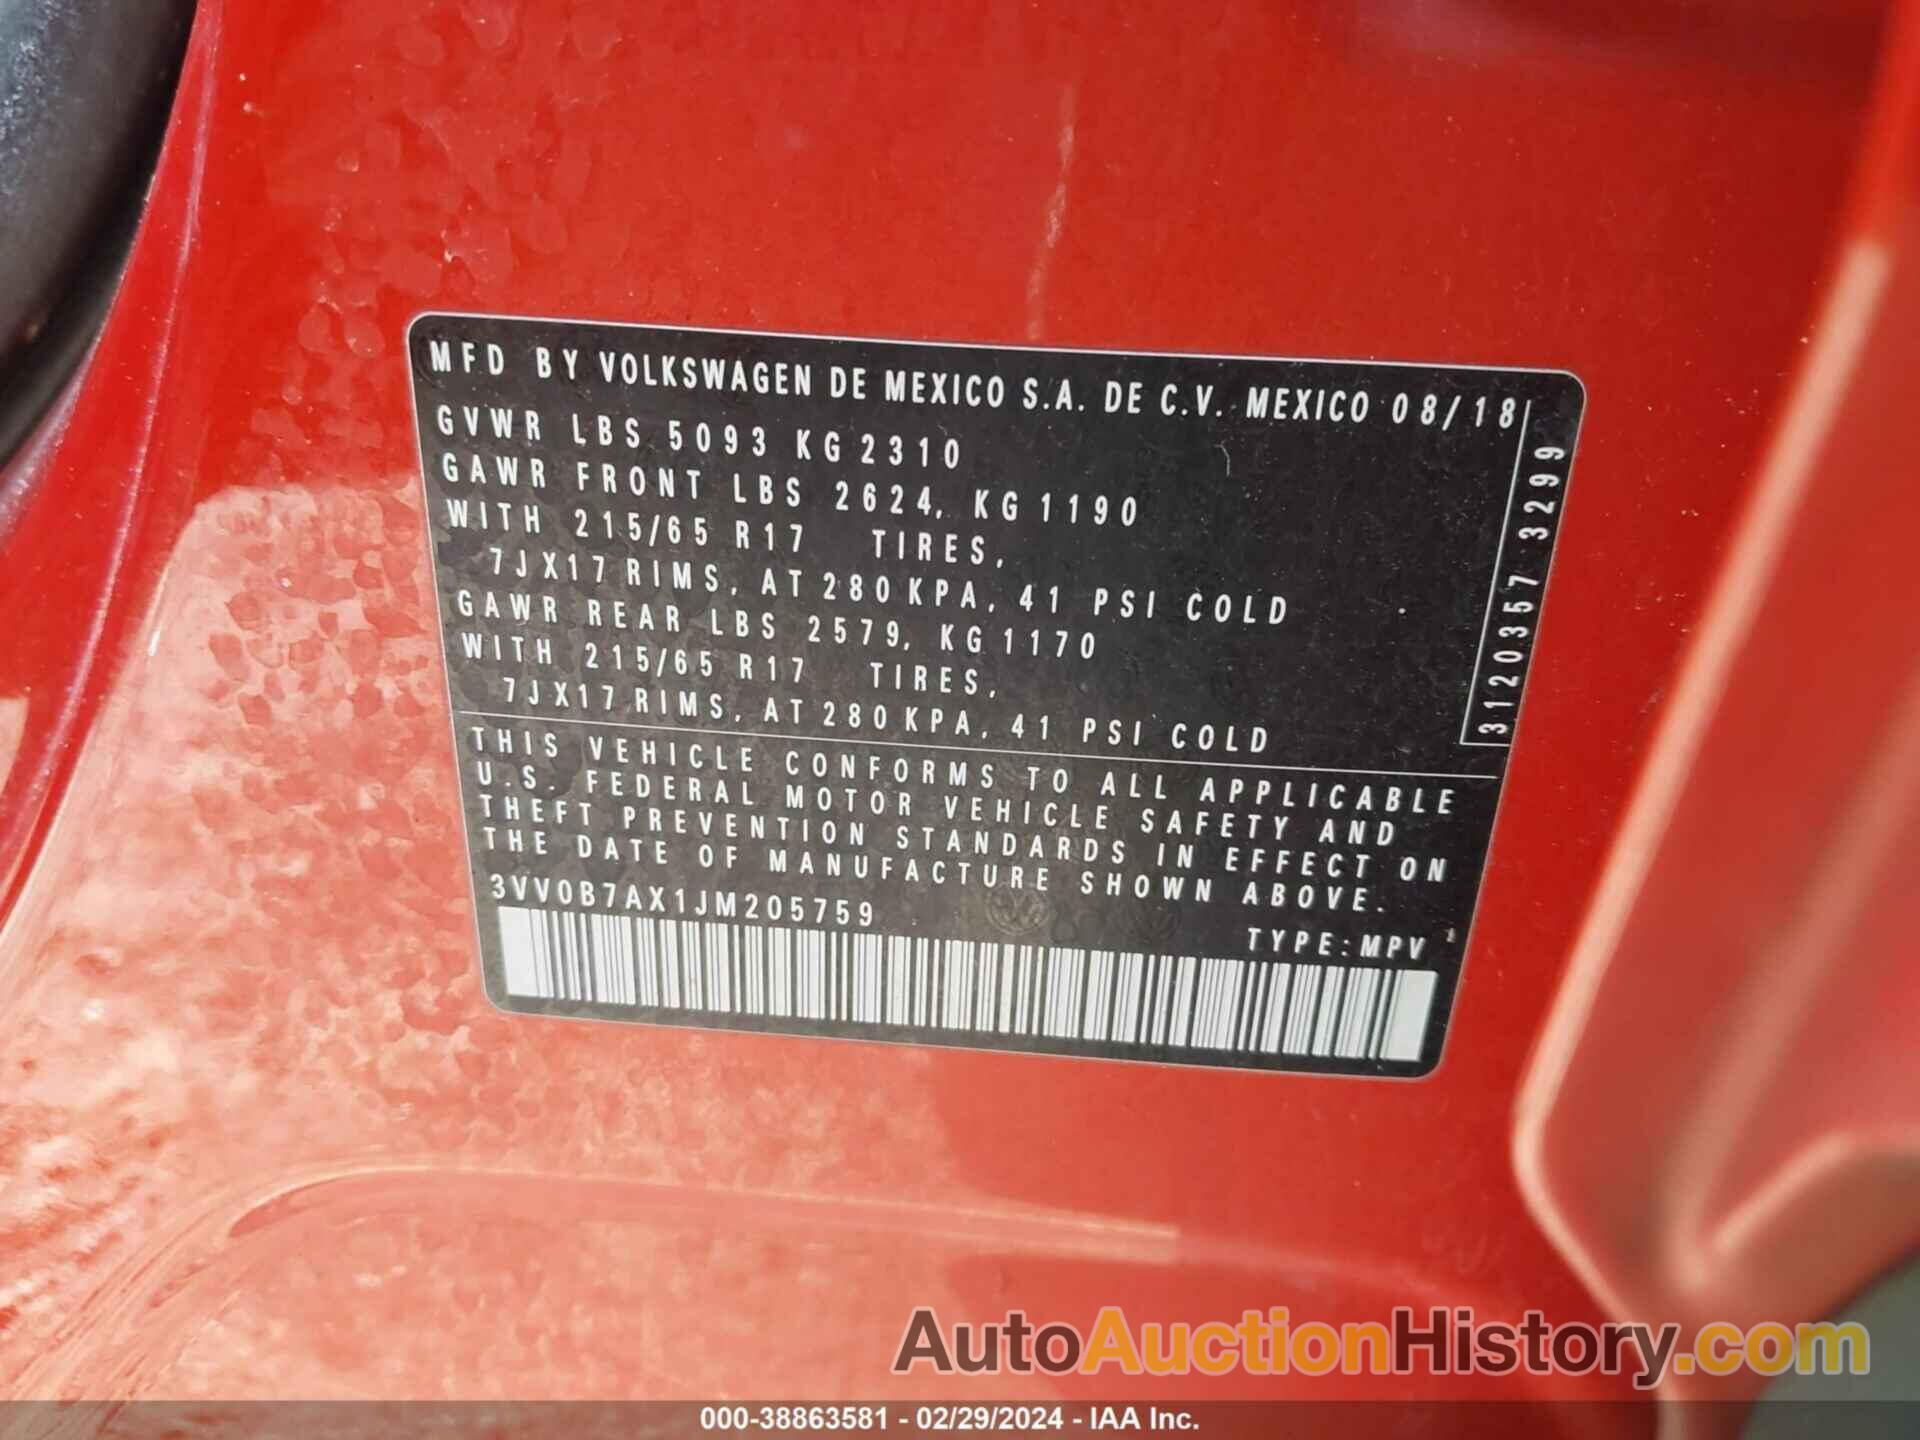 MFD BY VOLKSWAGEN DE MEXICO S.A. DE C.V. MEXICO 08/18
GVWR LBS 5093 KG 2310
GAWR FRONT LBS 2624, KG 1190
WITH 215/65 R17 TIRES,
7JX17 RIMS, AT 280 KPA, 41 PSI COLD
GAWR REAR LBS 2579, KG 1170
WITH 215/65 R17 TIRES,
7JX17 RIMS, AT 280 KPA, 41 PSI COLD
3120357 3299
THIS VEHICLE CONFORMS TO ALL APPLICABLE
U.S. FEDERAL MOTOR VEHICLE SAFETY AND
THEFT PREVENTION STANDARDS IN EFFECT ON
THE DATE OF MANUFACTURE SHOWN ABOVE.
3VV0B7AX1JM205759
TYPE: MPV
AutoAuctionHistory.com
000-38863581 - 02/29/2024 - IAA Inc.